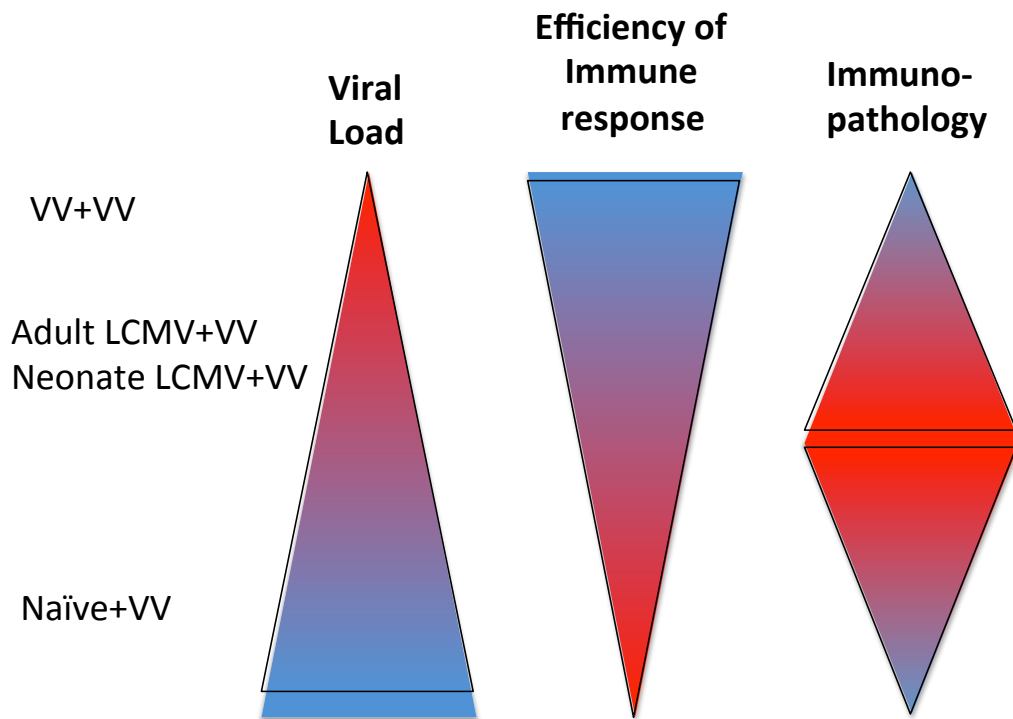 Viral
Load
Efficiency of
Immune
response
Immuno-
pathology
VV+VV
Adult LCMV+VV
Neonate LCMV+VV
Naïve+VV